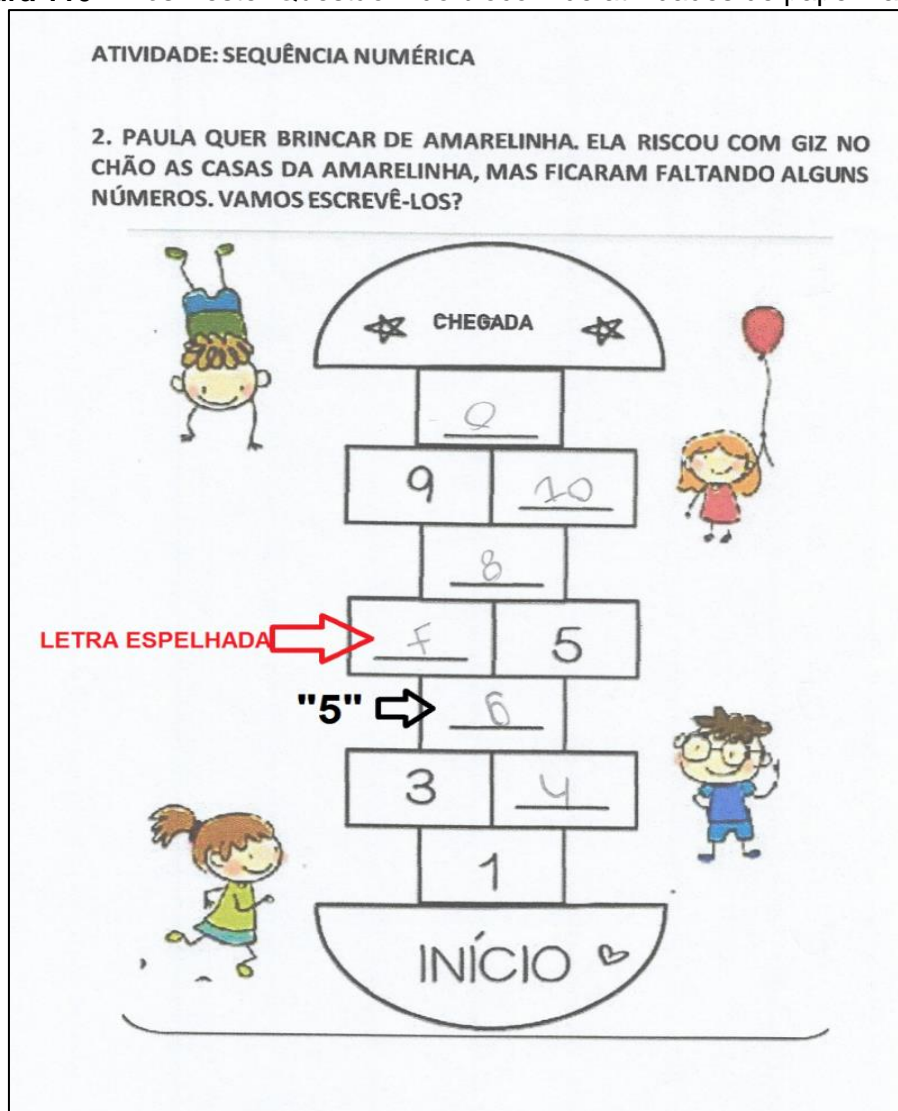 ATIVIDADE: SEQUÊNCIA NUMÉRICA
2. PAULA QUER BRINCAR DE AMARELINHA. ELA RISCOU COM GIZ NO
CHÃO AS CASAS DA AMARELINHA, MAS FICARAM FALTANDO ALGUNS
NÚMEROS. VAMOS ESCREVÊ-LOS?
CHEGADA
9 10
8
LETRA ESPELHADA 5
"5" 6
3 4
1
INÍCIO